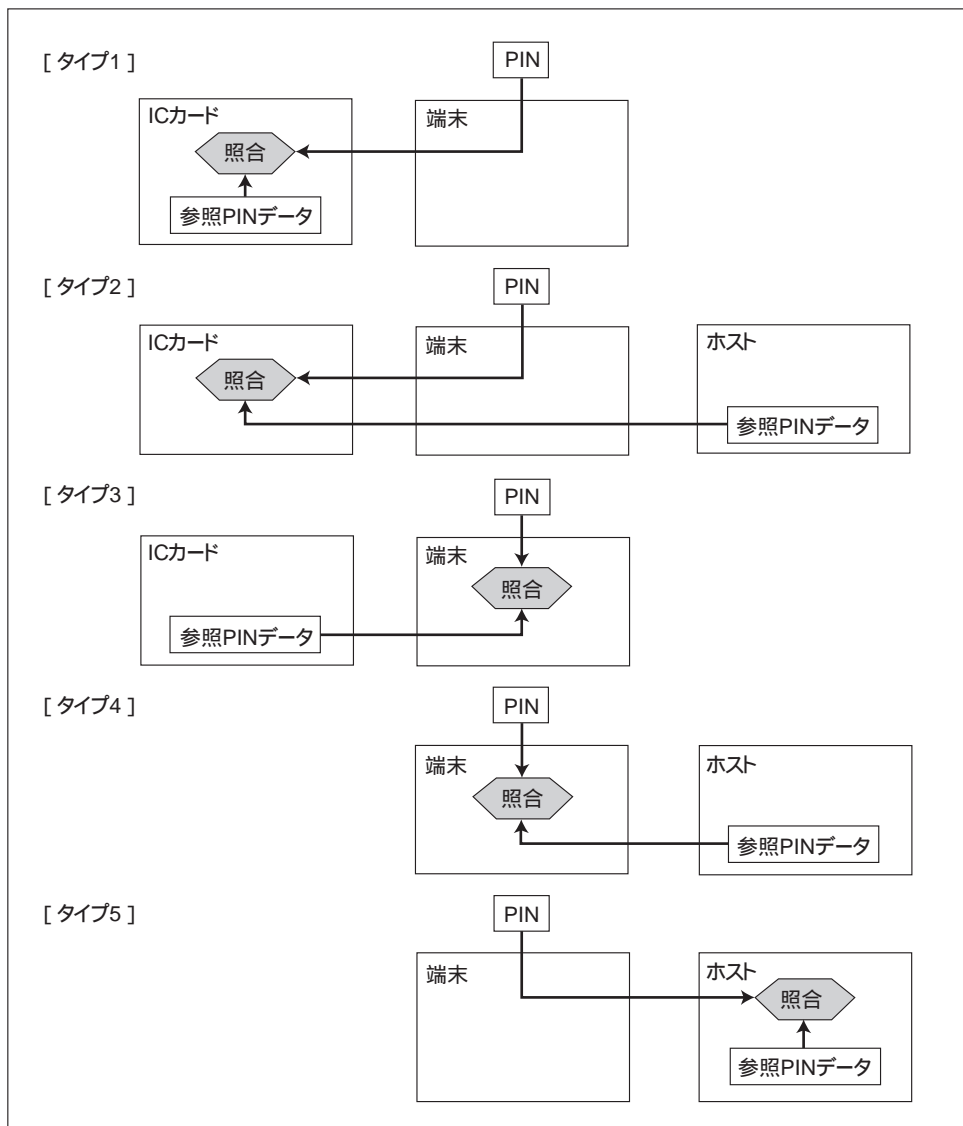 [ タイプ1 ]
PIN
ICカード
端末
照合
参照PINデータ
[ タイプ2 ]
PIN
ICカード
端末
ホスト
照合
参照PINデータ
[ タイプ3 ]
PIN
ICカード
端末
照合
参照PINデータ
[ タイプ4 ]
PIN
端末
ホスト
照合
参照PINデータ
[ タイプ5 ]
PIN
端末
ホスト
照合
参照PINデータ